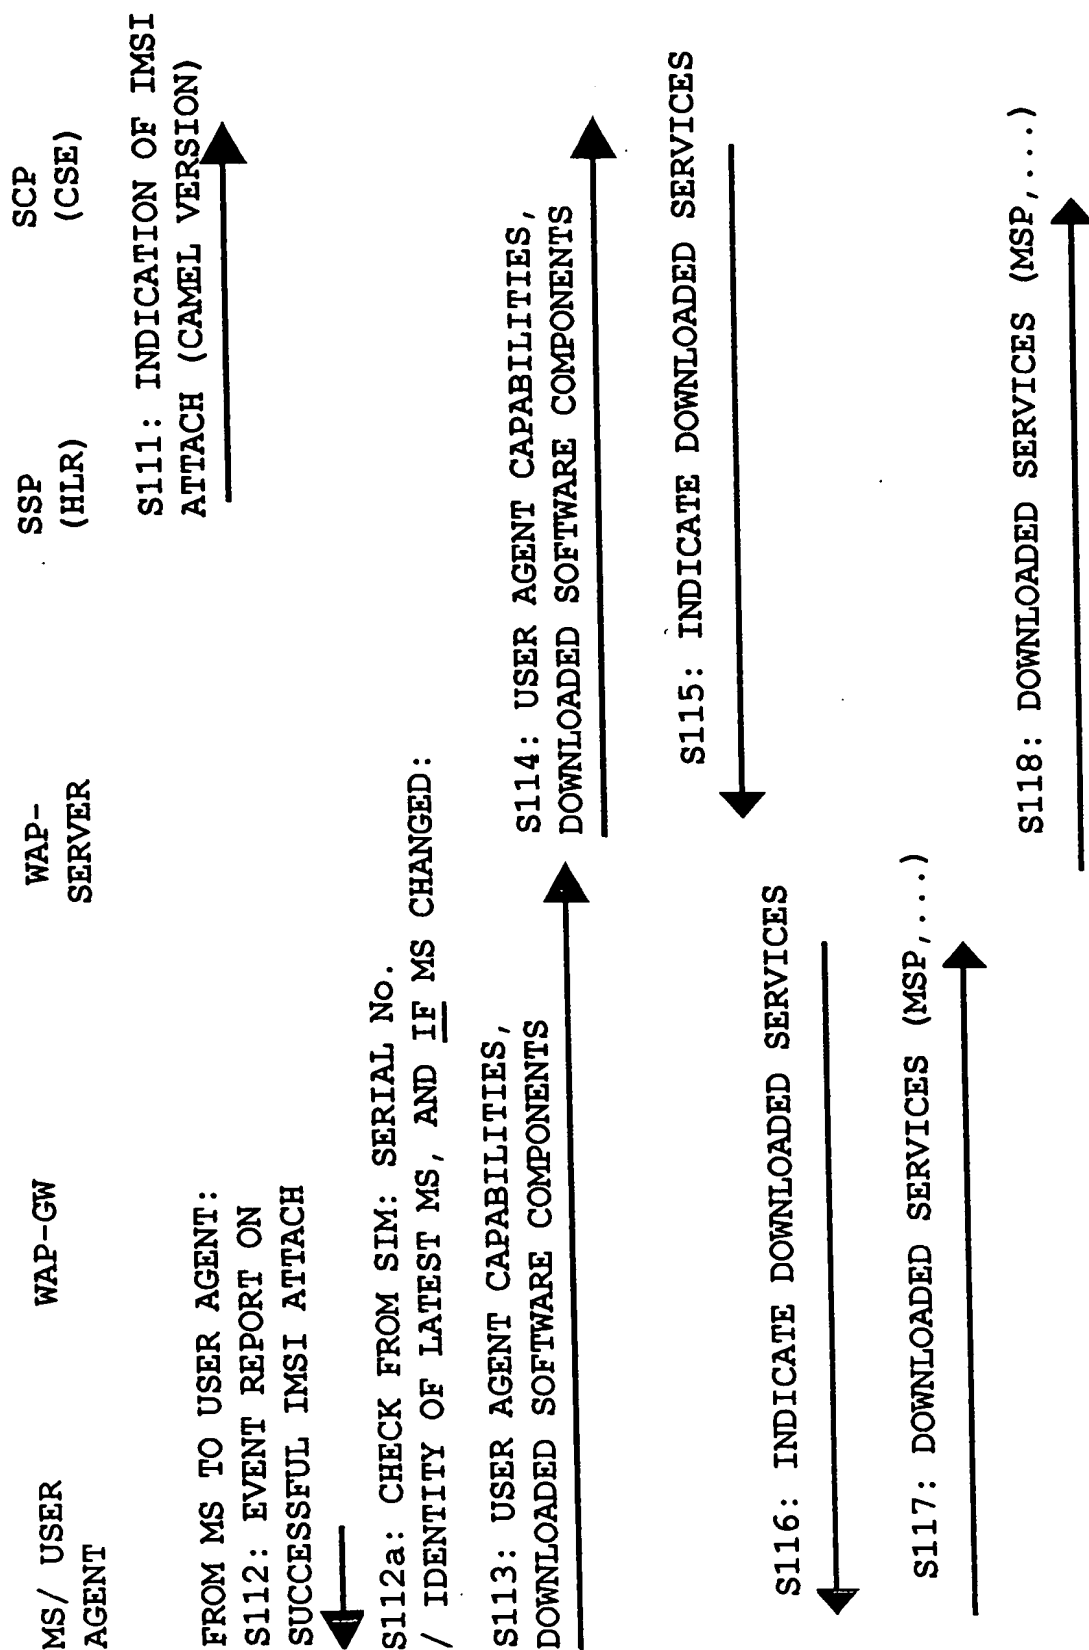 MS/ USER
AGENT
WAP-GW
WAP-
SERVER
SSP
(HLR)
SCP
(CSE)
S111: INDICATION OF IMSI
ATTACH (CAMEL VERSION)
FROM MS TO USER AGENT:
S112: EVENT REPORT ON
SUCCESSFUL IMSI ATTACH
S112a: CHECK FROM SIM: SERIAL No.
/ IDENTITY OF LATEST MS, AND IF MS CHANGED:
S113: USER AGENT CAPABILITIES,
DOWNLOADED SOFTWARE COMPONENTS
S114: USER AGENT CAPABILITIES,
DOWNLOADED SOFTWARE COMPONENTS
S115: INDICATE DOWNLOADED SERVICES
S116: INDICATE DOWNLOADED SERVICES
S117: DOWNLOADED SERVICES (MSP,...)
S118: DOWNLOADED SERVICES (MSP,....)